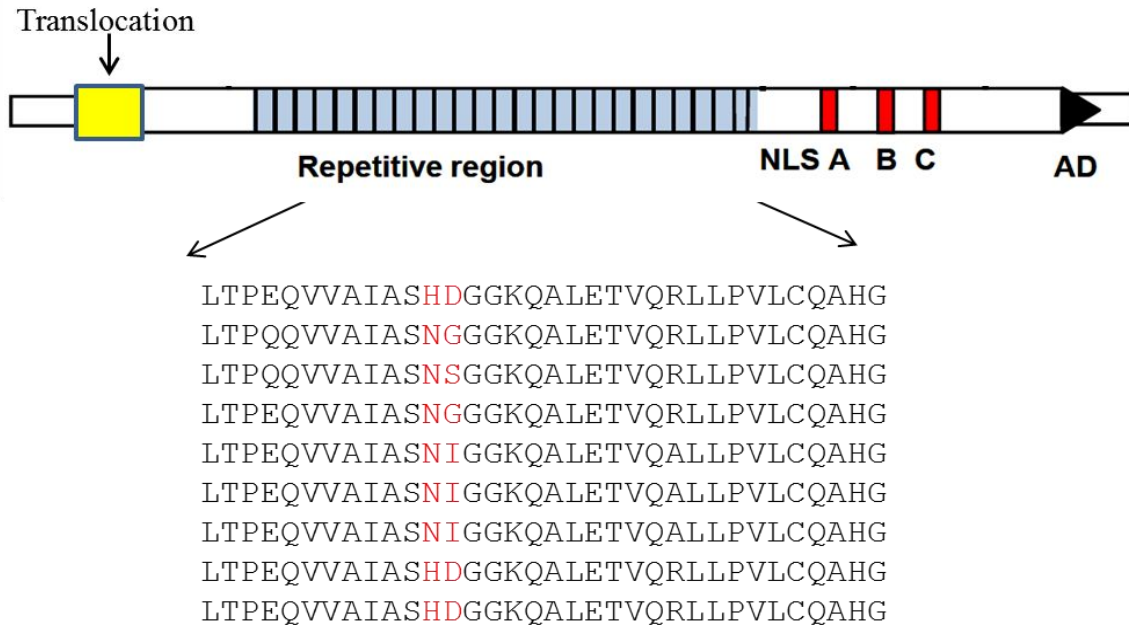 Translocation
Repetitive region
NLS A B C AD
LTPEQVVAIASHDGGKQALETVQRLLPVLCQAHG
LTPQQVVAIASNGGGKQALETVQRLLPVLCQAHG
LTPQQVVAIASNSGGKQALETVQRLLPVLCQAHG
LTPEQVVAIASNGGGKQALETVQRLLPVLCQAHG
LTPEQVVAIASNIGGKQALETVQALLPVLCQAHG
LTPEQVVAIASNIGGKQALETVQALLPVLCQAHG
LTPEQVVAIASNIGGKQALETVQALLPVLCQAHG
LTPEQVVAIASHDGGKQALETVQRLLPVLCQAHG
LTPEQVVAIASHDGGKQALETVQRLLPVLCQAHG